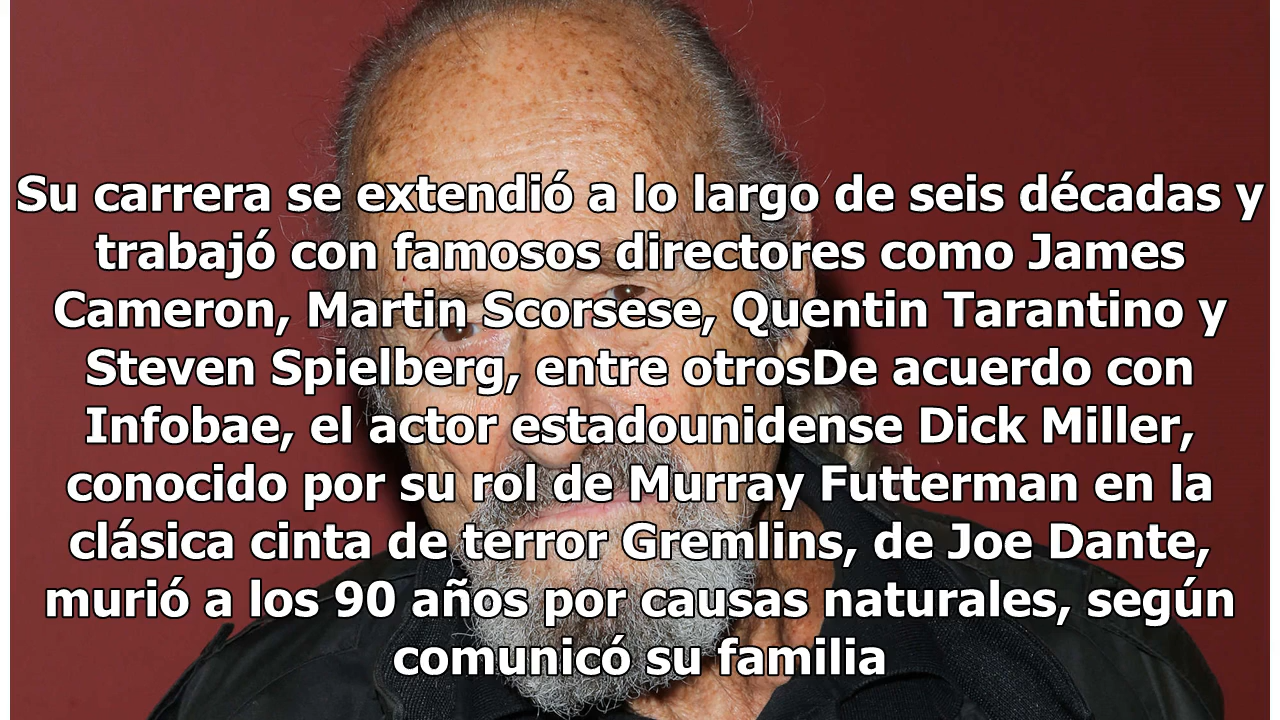 Su carrera se extendió a lo largo de seis décadas y
trabajó con famosos directores como James
Cameron, Martin Scorsese, Quentin Tarantino y
Steven Spielberg, entre otrosDe acuerdo con
Infobae, el actor estadounidense Dick Miller,
conocido por su rol de Murray Futterman en la
clásica cinta de terror Gremlins, de Joe Dante,
murió a los 90 años por causas naturales, según
comunicó su familia